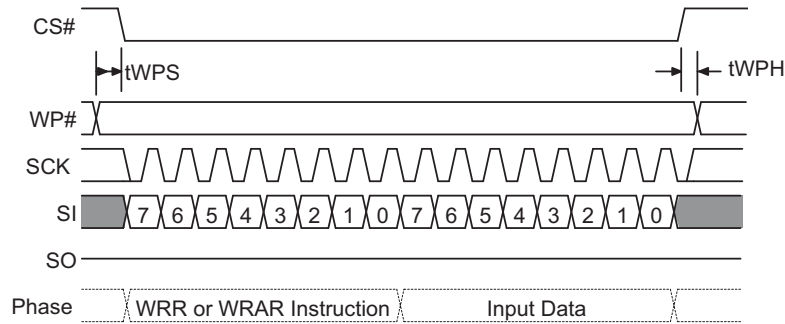 CS#
tWPS
tWPH
WP#
SCK
SI 7 6 5 4 3 2 1 0 7 6 5 4 3 2 1 0
SO
Phase WRR or WRAR Instruction Input Data